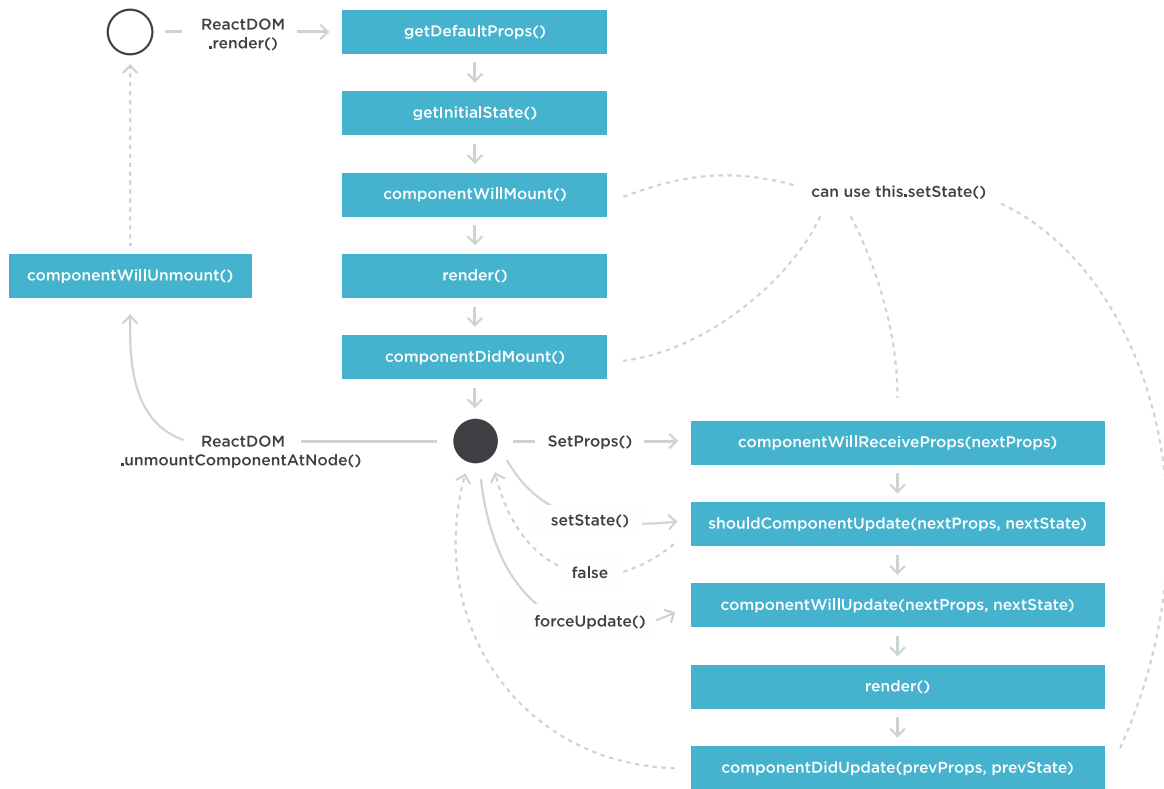 ReactDOM
.render()
getDefaultProps()
getInitialState()
componentWillMount()
can use this.setState()
componentWillUnmount()
render()
componentDidMount()
ReactDOM
.unmountComponentAtNode()
SetProps()
componentWillReceiveProps(nextProps)
setState()
shouldComponentUpdate(nextProps, nextState)
false
componentWillUpdate(nextProps, nextState)
forceUpdate()
render()
componentDidUpdate(prevProps, prevState)